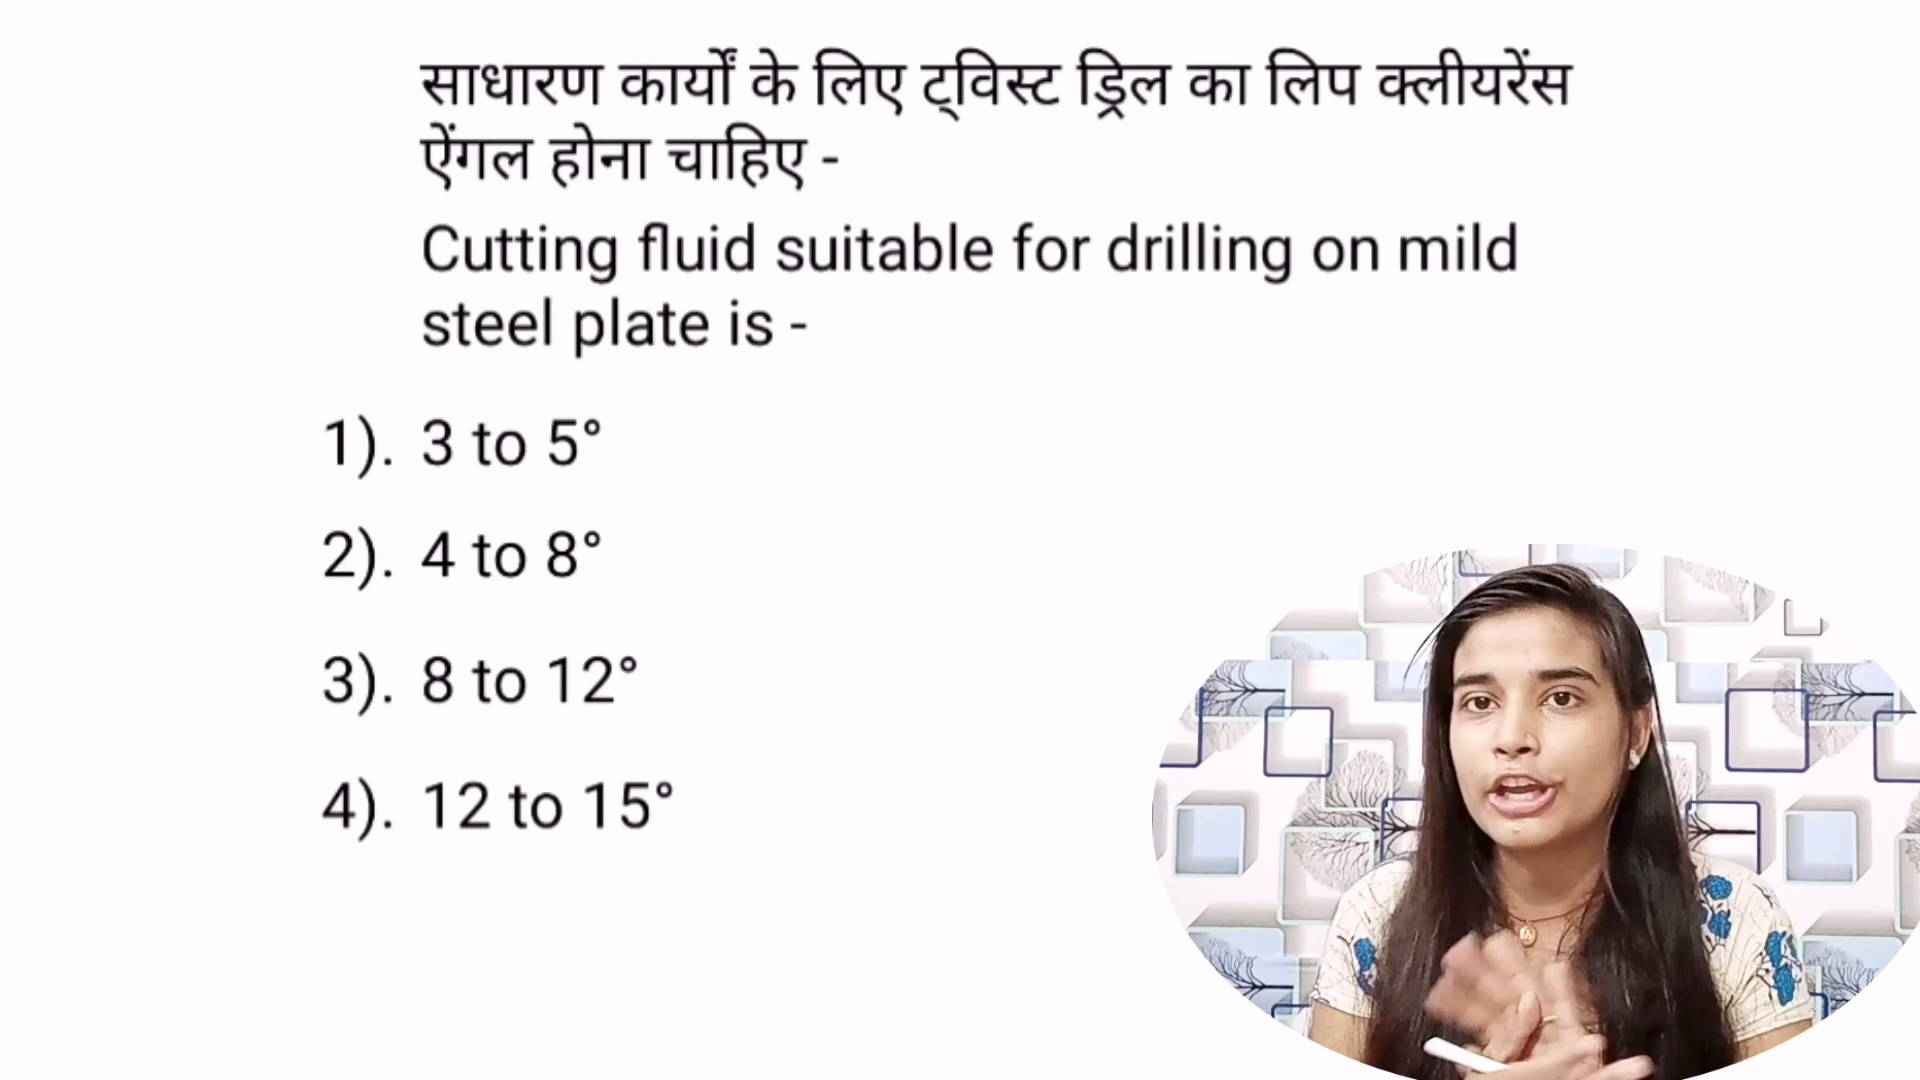 साधारण कार्यों के लिए ट्विस्ट ड्रिल का लिप क्लीयरेंस
ऐंगल होना चाहिए -
Cutting fluid suitable for drilling on mild
steel plate is -
1). 3 to 5°
2). 4 to 8°
3). 8 to 12°
4). 12 to 15°